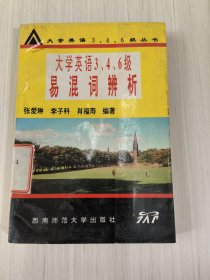 大学英语3、4、6级丛书
大学英语3、4、6级
易混词辨析
张爱琳 李子科 肖福寿 编著
西南师范大学出版社